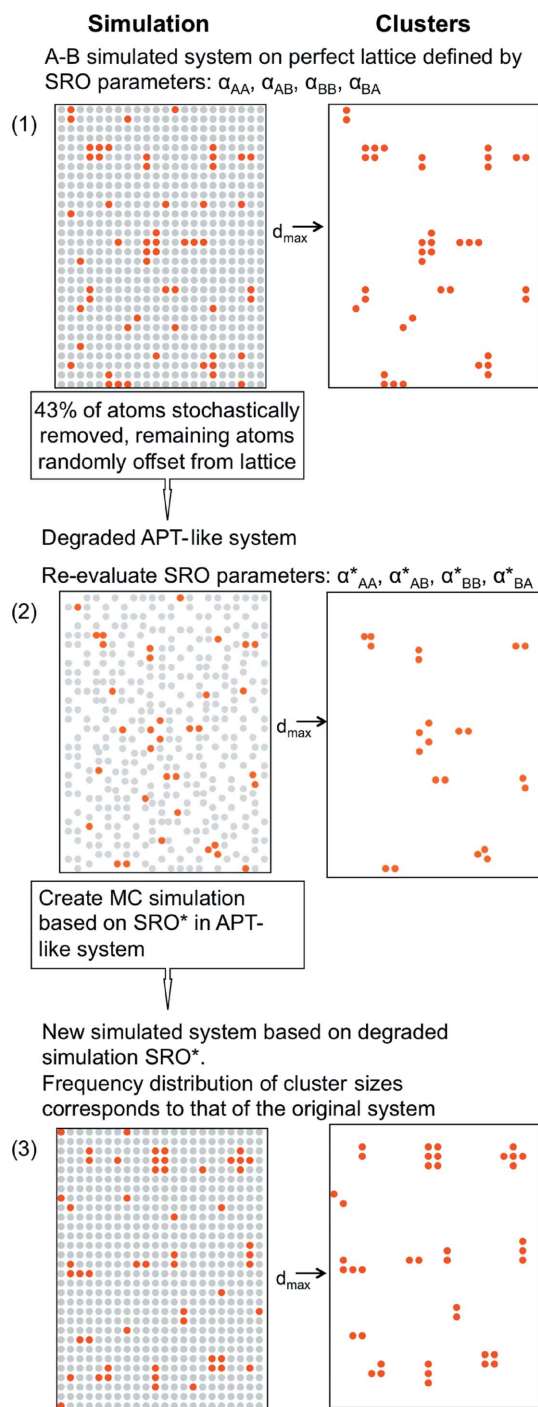 Simulation Clusters
A-B simulated system on perfect lattice defined by
SRO parameters: αAA, αAB, αBB, αBA
(1)
dmax
43% of atoms stochastically
removed, remaining atoms
randomly offset from lattice
Degraded APT-like system
Re-evaluate SRO parameters: α*AA, α*AB, α*BB, α*BA
(2)
dmax
Create MC simulation
based on SRO* in APT-
like system
New simulated system based on degraded
simulation SRO*.
Frequency distribution of cluster sizes
corresponds to that of the original system
(3)
dmax